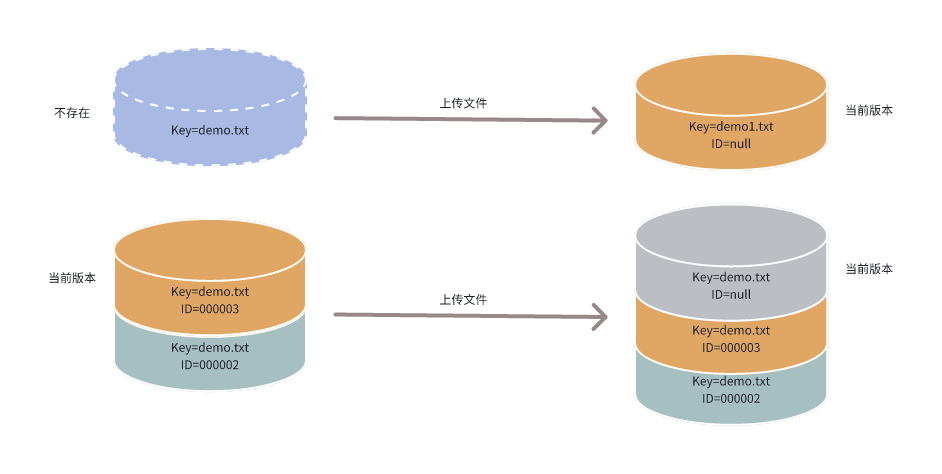 不存在
Key=demo.txt
上传文件
Key=demo1.txt
ID=null
当前版本
当前版本
Key=demo.txt
ID=000003
Key=demo.txt
ID=000002
上传文件
Key=demo.txt
ID=null
Key=demo.txt
ID=000003
Key=demo.txt
ID=000002
当前版本